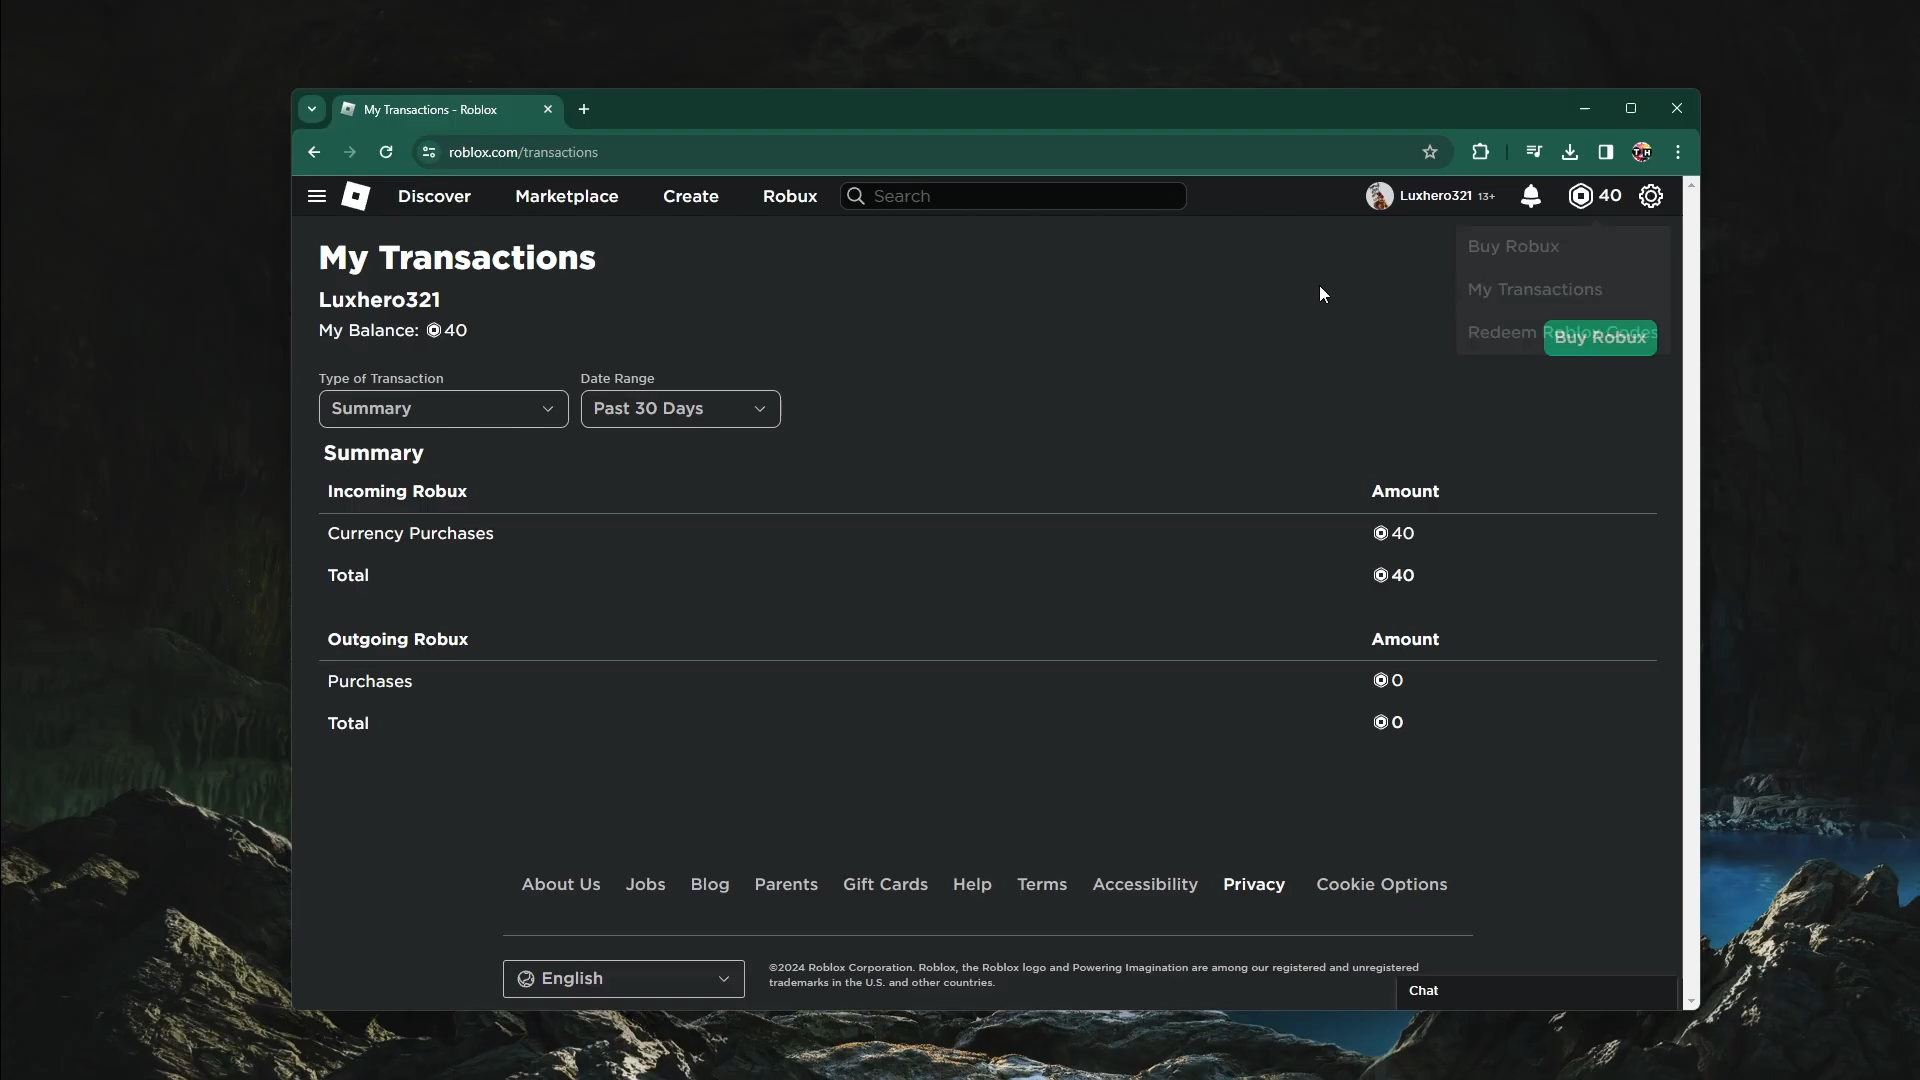 My Transactions - Roblox
roblox.com/transactions
Discover Marketplace Create Robux Search Luxhero321 13+ 40
My Transactions
Buy Robux
Luxhero321
My Transactions
My Balance: 40
Redeem Roblox Codes
Buy Robux
Type of Transaction Date Range
Summary Past 30 Days
Summary
Incoming Robux Amount
Currency Purchases 40
Total 40
Outgoing Robux Amount
Purchases 0
Total 0
About Us Jobs Blog Parents Gift Cards Help Terms Accessibility Privacy Cookie Options
English
©2024 Roblox Corporation. Roblox, the Roblox logo and Powering Imagination are among our registered and unregistered
trademarks in the U.S. and other countries.
Chat